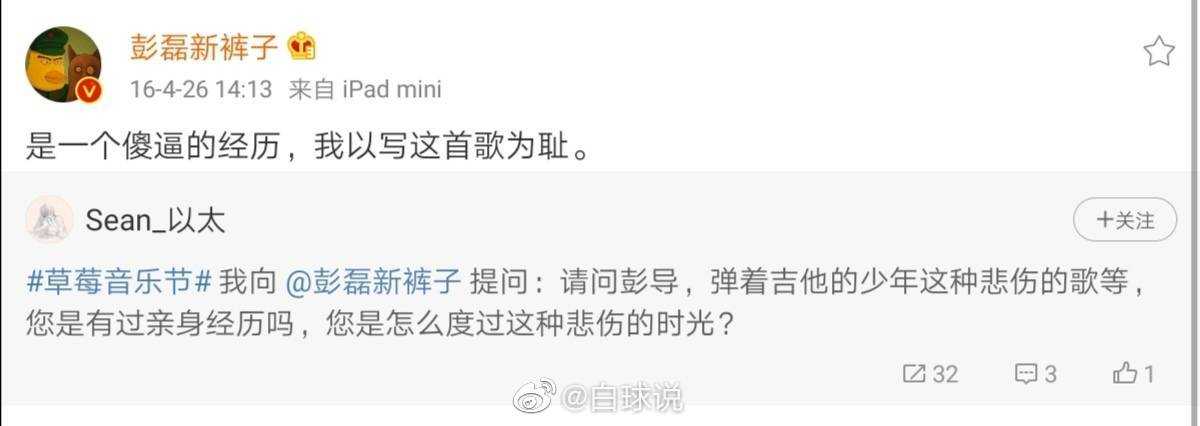 彭磊新裤子
16-4-26 14:13 来自 iPad mini
是一个傻逼的经历，我以写这首歌为耻。
Sean_以太
+关注
#草莓音乐节# 我向 @彭磊新裤子 提问：请问彭导，弹着吉他的少年这种悲伤的歌等，
您是有过亲身经历吗，您是怎么度过这种悲伤的时光？
32 3 1
@白球说